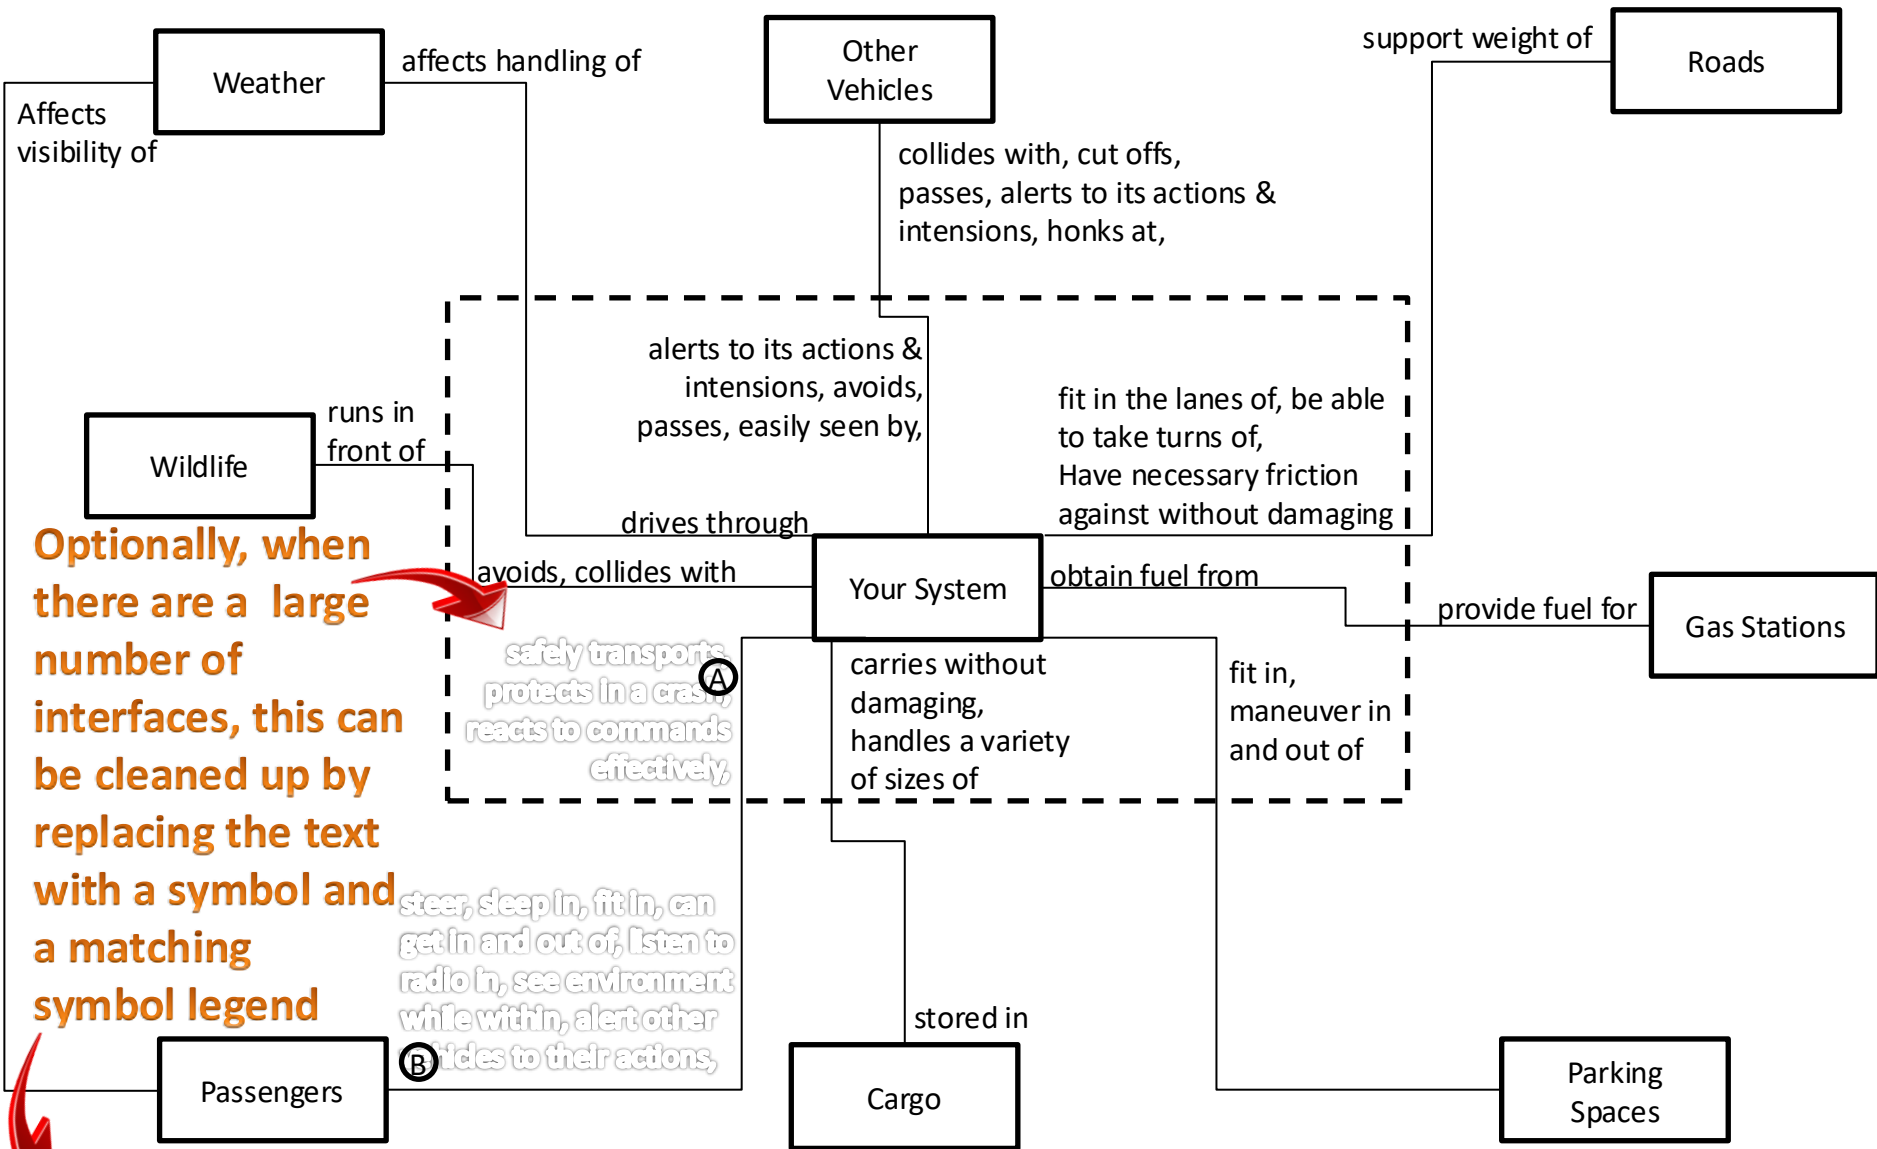 Weather
affects handling of
Affects
visibility of
Other
Vehicles
support weight of
Roads
collides with, cut offs,
passes, alerts to its actions &
intensions, honks at,
alerts to its actions &
intensions, avoids,
passes, easily seen by,
fit in the lanes of, be able
to take turns of,
Have necessary friction
against without damaging
runs in
front of
Wildlife
drives through
avoids, collides with
Your System
obtain fuel from
provide fuel for
Gas Stations
Optionally, when
there are a large
number of
interfaces, this can
be cleaned up by
replacing the text
with a symbol and
a matching
symbol legend
safely transports,
protects in a crash,
reacts to commands
effectively,
A
carries without
damaging,
handles a variety
of sizes of
fit in,
maneuver in
and out of
steer, sleep in, fit in, can
get in and out of, listen to
radio in, see environment
while within, alert other
vehicles to their actions,
B
Passengers
stored in
Cargo
Parking
Spaces